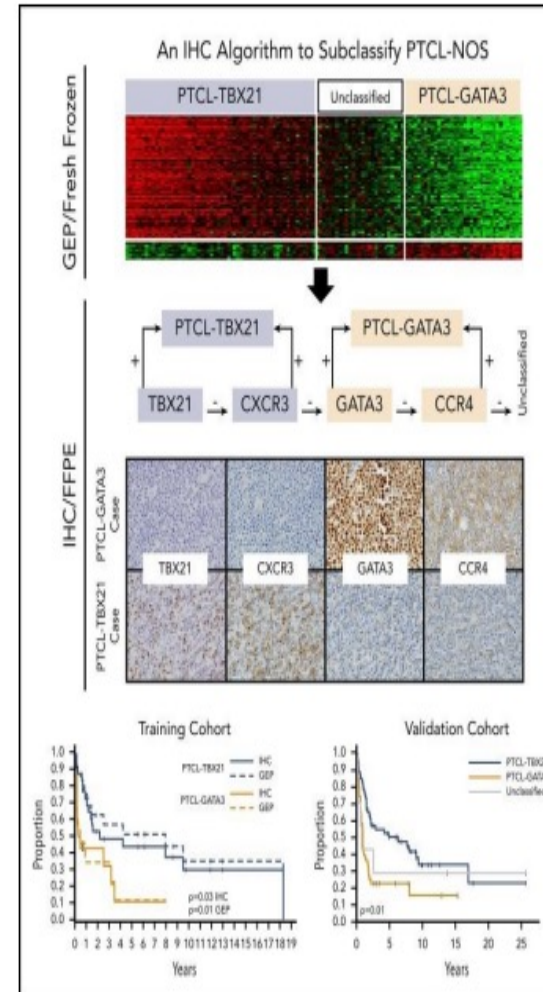 An IHC Algorithm to Subclassify PTCL-NOS
GEP/Fresh Frozen
PTCL-TBX21
Unclassified
PTCL-GATA3
IHC/FFPE
PTCL-TBX21
PTCL-GATA3
+
+
+
+
TBX21
-
CXCR3
-
GATA3
-
CCR4
-
Unclassified
PTCL-GATA3
Case
TBX21
CXCR3
GATA3
CCR4
PTCL-TBX21
Case
Training Cohort
PTCL-TBX21
IHC
GEP
PTCL-GATA3
IHC
GEP
Proportion
1.0
0.9
0.8
0.7
0.6
0.5
0.4
0.3
0.2
0.1
0.0
p=0.03 IHC
p=0.01 GEP
0 1 2 3 4 5 6 7 8 9 10 11 12 13 14 15 16 17 18 19
Years
Validation Cohort
PTCL-TBX2
PTCL-GATA
Unclassified
Proportion
1.0
0.9
0.8
0.7
0.6
0.5
0.4
0.3
0.2
0.1
0.0
p=0.01
0 5 10 15 20 25
Years